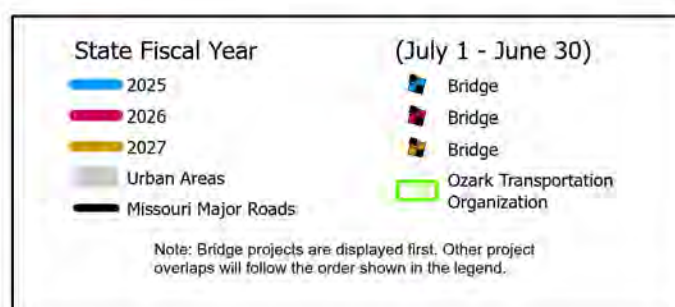 State Fiscal Year
(July 1 - June 30)
2025
Bridge
2026
Bridge
2027
Bridge
Urban Areas
Ozark Transportation
Organization
Missouri Major Roads
Note: Bridge projects are displayed first. Other project
overlaps will follow the order shown in the legend.